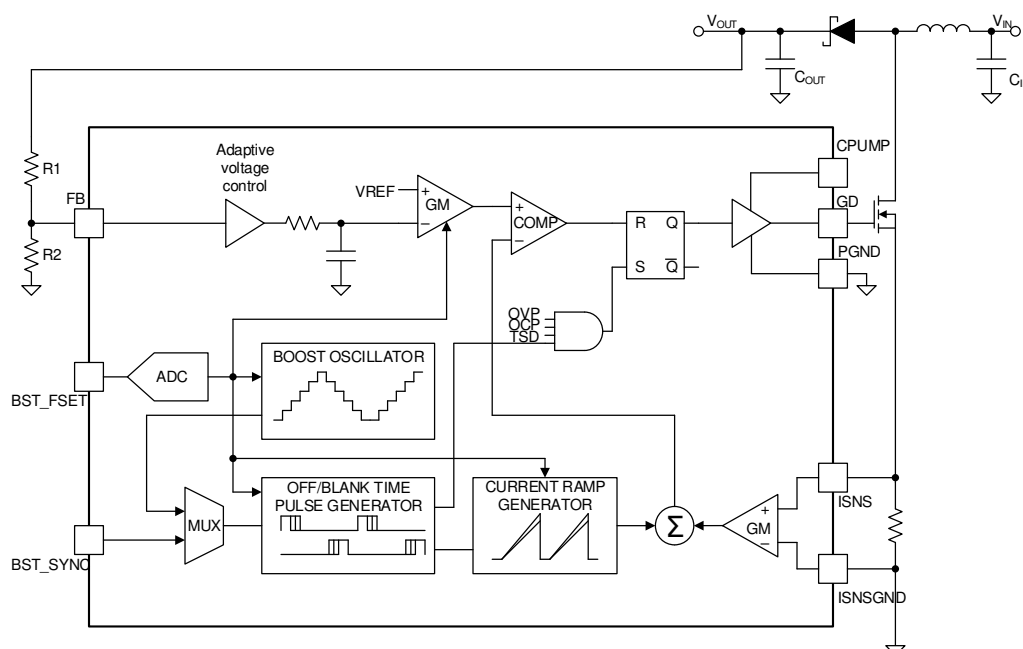 VOUT
VIN
COUT
CI
CPUMP
Adaptive
voltage
control
R1
FB
VREF
+
GM
−
+
COMP
−
R Q
S Q
GD
R2
PGND
OVP
OCP
TSD
BOOST OSCILLATOR
ADC
BST_FSET
OFF/BLANK TIME
PULSE GENERATOR
CURRENT RAMP
GENERATOR
MUX
Σ
+
GM
−
ISNS
BST_SYNC
ISNSGND